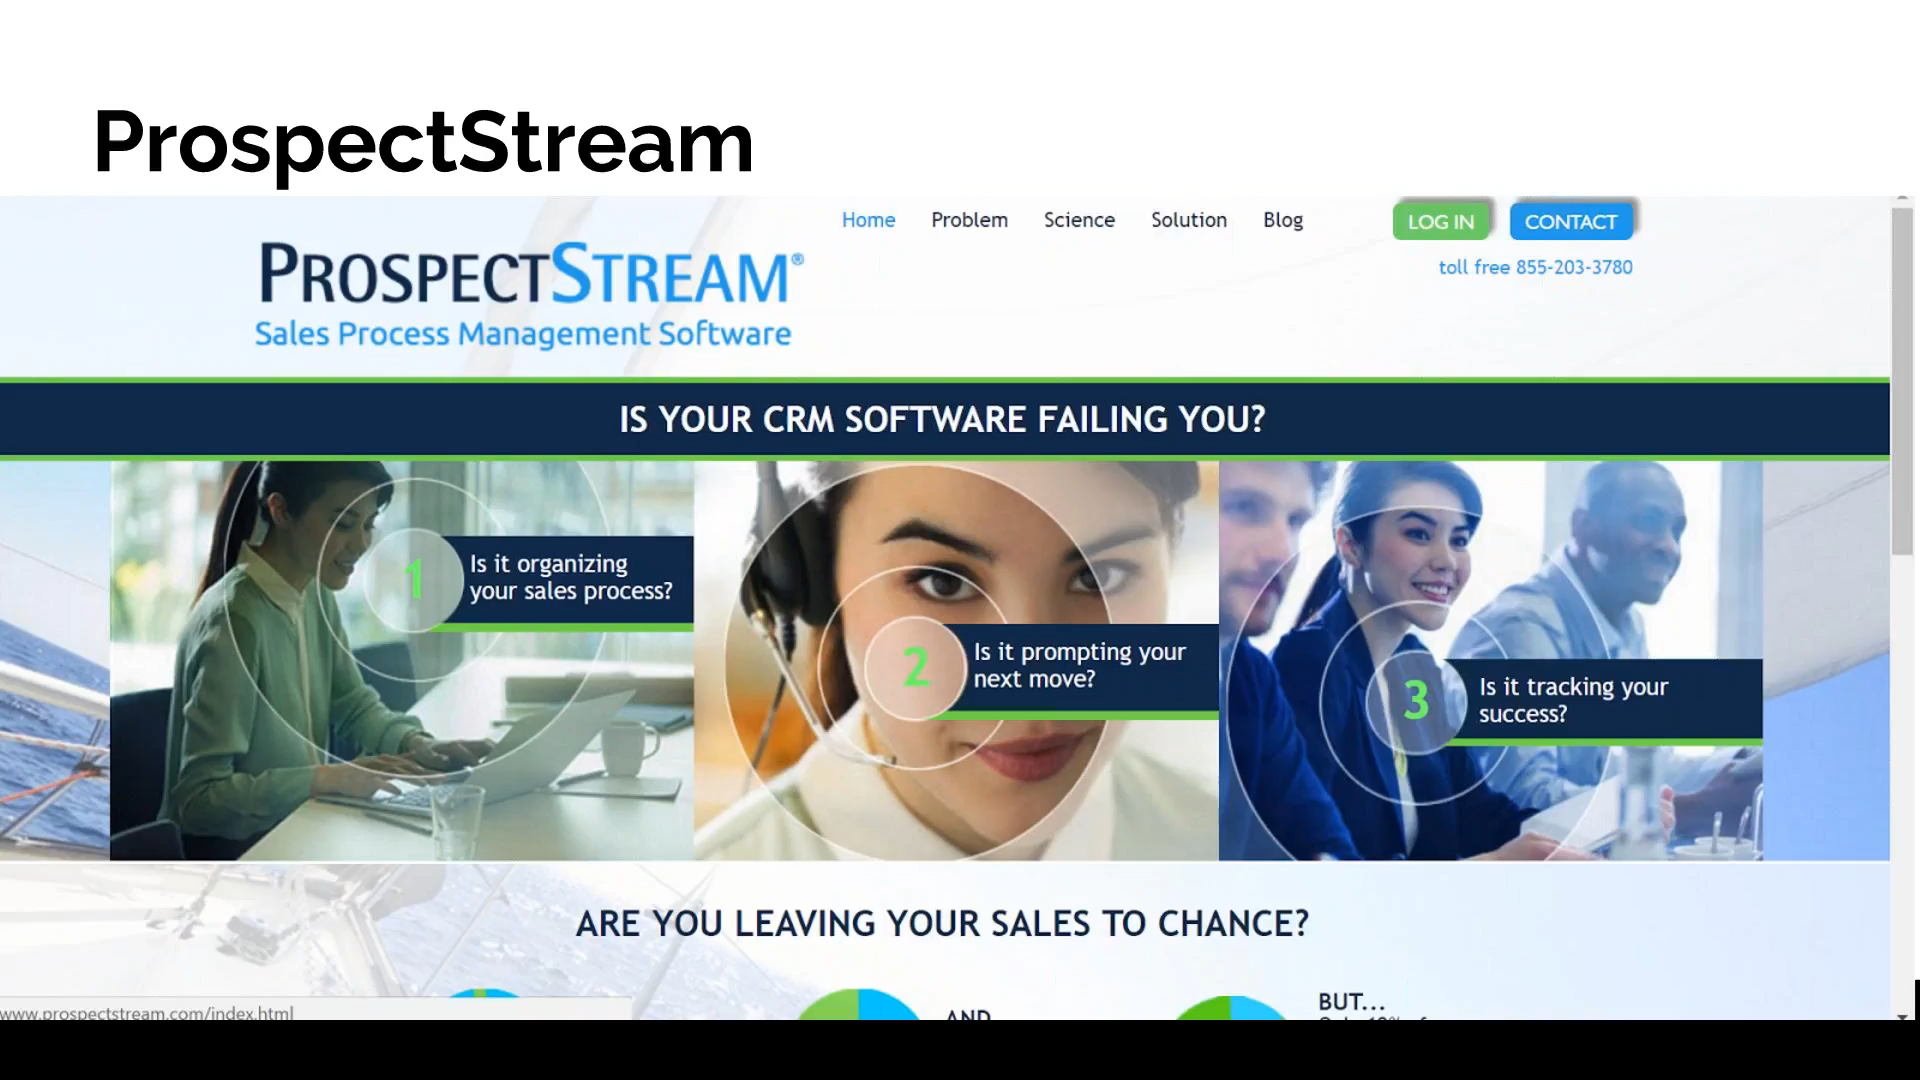 ProspectStream
Home Problem Science Solution Blog LOG IN CONTACT
toll free 855-203-3780
PROSPECTSTREAM®
Sales Process Management Software
IS YOUR CRM SOFTWARE FAILING YOU?
1
Is it organizing
your sales process?
2
Is it prompting your
next move?
3
Is it tracking your
success?
ARE YOU LEAVING YOUR SALES TO CHANCE?
AND
BUT...
www.prospectstream.com/index.html